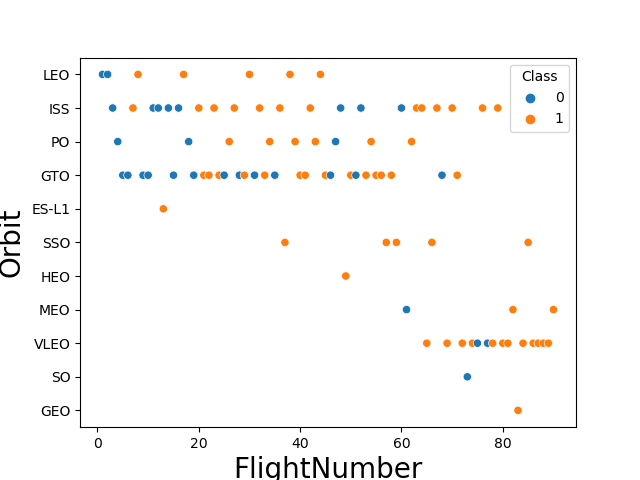 Class
0
1
LEO
ISS
PO
GTO
ES-L1
SSO
HEO
MEO
VLEO
SO
GEO
Orbit
0 20 40 60 80
FlightNumber